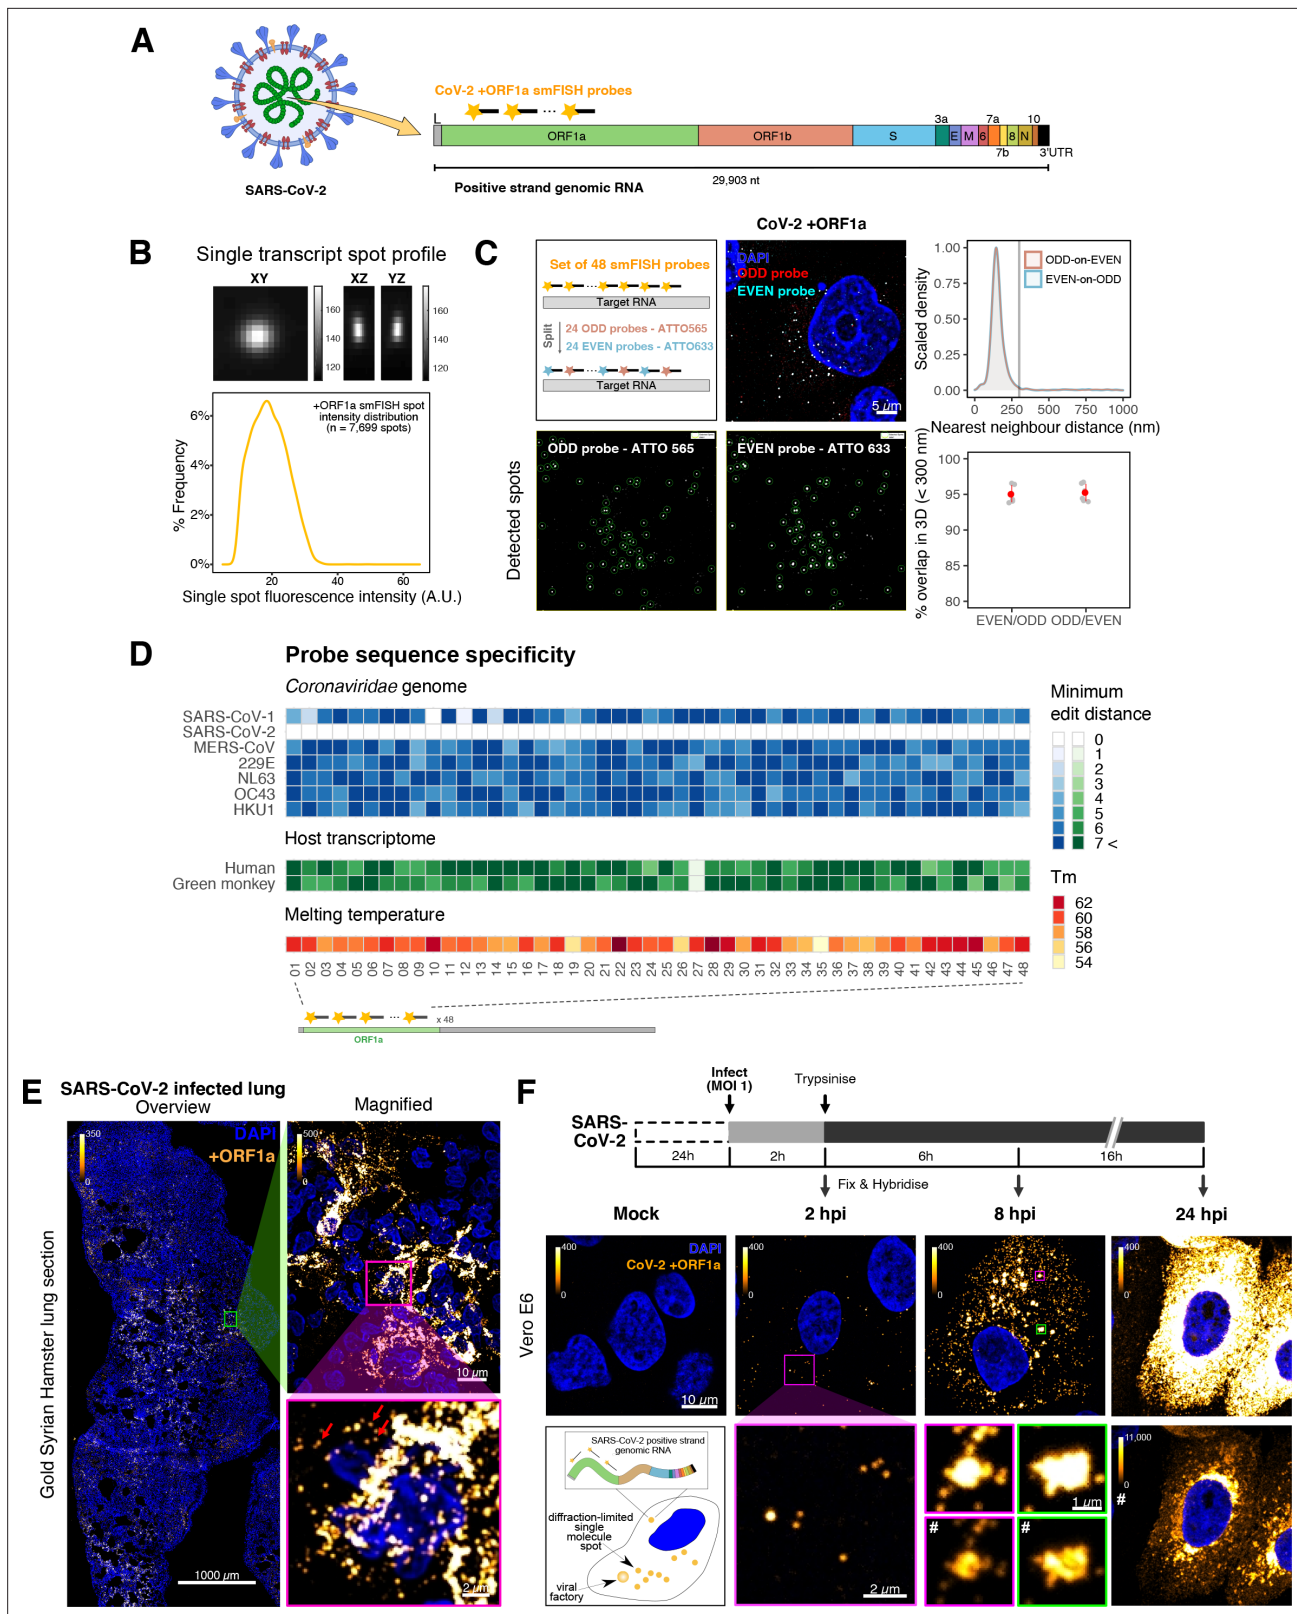 A
CoV-2 +ORF1a smFISH probes
L
3a
7a
10
ORF1a
ORF1b
S
E
M
6
8
N
7b
3'UTR
29,903 nt
SARS-CoV-2
Positive strand genomic RNA
B
Single transcript spot profile
XY
XZ
YZ
160
140
120
160
140
120
+ORF1a smFISH spot
intensity distribution
(n = 7,699 spots)
6%
4%
2%
0%
% Frequency
20
40
60
Single spot fluorescence intensity (A.U.)
C
CoV-2 +ORF1a
Set of 48 smFISH probes
Target RNA
Split
24 ODD probes - ATTO565
24 EVEN probes - ATTO633
Target RNA
DAPI
ODD probe
EVEN probe
5 µm
Detected spots
ODD probe - ATTO 565
EVEN probe - ATTO 633
Scaled density
1.00
0.75
0.50
0.25
0.00
ODD-on-EVEN
EVEN-on-ODD
0
250
500
750
1000
Nearest neighbour distance (nm)
% overlap in 3D (< 300 nm)
100
95
90
85
80
EVEN/ODD
ODD/EVEN
D
Probe sequence specificity
Coronaviridae genome
SARS-CoV-1
SARS-CoV-2
MERS-CoV
229E
NL63
OC43
HKU1
Host transcriptome
Human
Green monkey
Melting temperature
01 02 03 04 05 06 07 08 09 10 11 12 13 14 15 16 17 18 19 20 21 22 23 24 25 26 27 28 29 30 31 32 33 34 35 36 37 38 39 40 41 42 43 44 45 46 47 48
Minimum
edit distance
0
1
2
3
4
5
6
7 <
Tm
62
60
58
56
54
x 48
ORF1a
E
SARS-CoV-2 infected lung
Overview
Magnified
Gold Syrian Hamster lung section
350
0
DAPI
+ORF1a
1000 µm
500
0
10 µm
2 µm
F
Infect
(MOI 1)
Trypsinise
SARS-
CoV-2
24h
2h
6h
16h
Fix & Hybridise
Mock
2 hpi
8 hpi
24 hpi
Vero E6
400
0
DAPI
CoV-2 +ORF1a
10 µm
400
0
400
0
400
0
SARS-CoV-2 positive strand
genomic RNA
diffraction-limited
single
molecule
spot
viral
factory
2 µm
1 µm
#
#
11,000
0
#